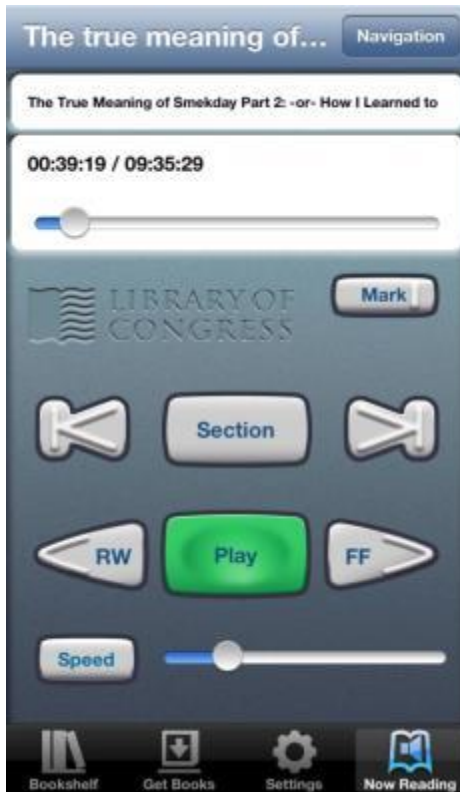 The true meaning of...
Navigation
The True Meaning of Smekday Part 2: -or- How I Learned to
00:39:19 / 09:35:29
LIBRARY OF
CONGRESS
Mark
Section
RW
Play
FF
Speed
Bookshelf
Get Books
Settings
Now Reading